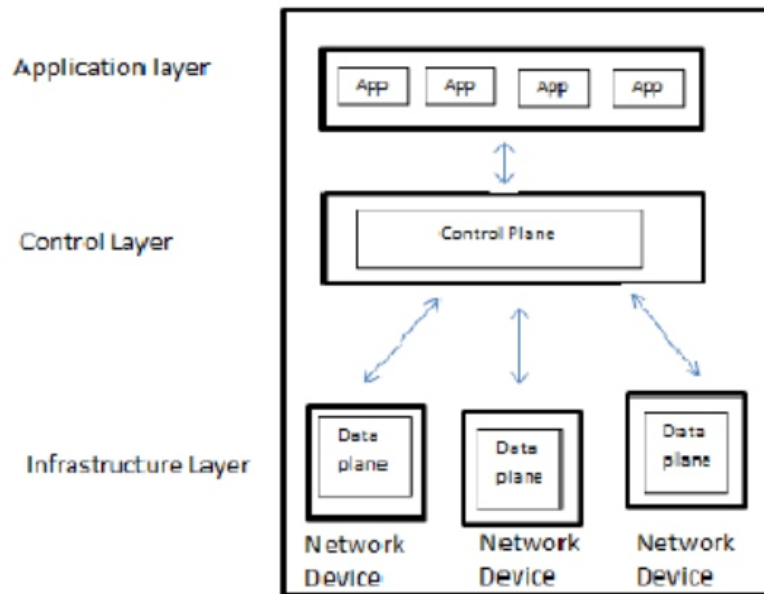 Application layer
App App App App
Control Layer
Control Plane
Infrastructure Layer
Data
plane
Data
plane
Data
plane
Network
Device
Network
Device
Network
Device